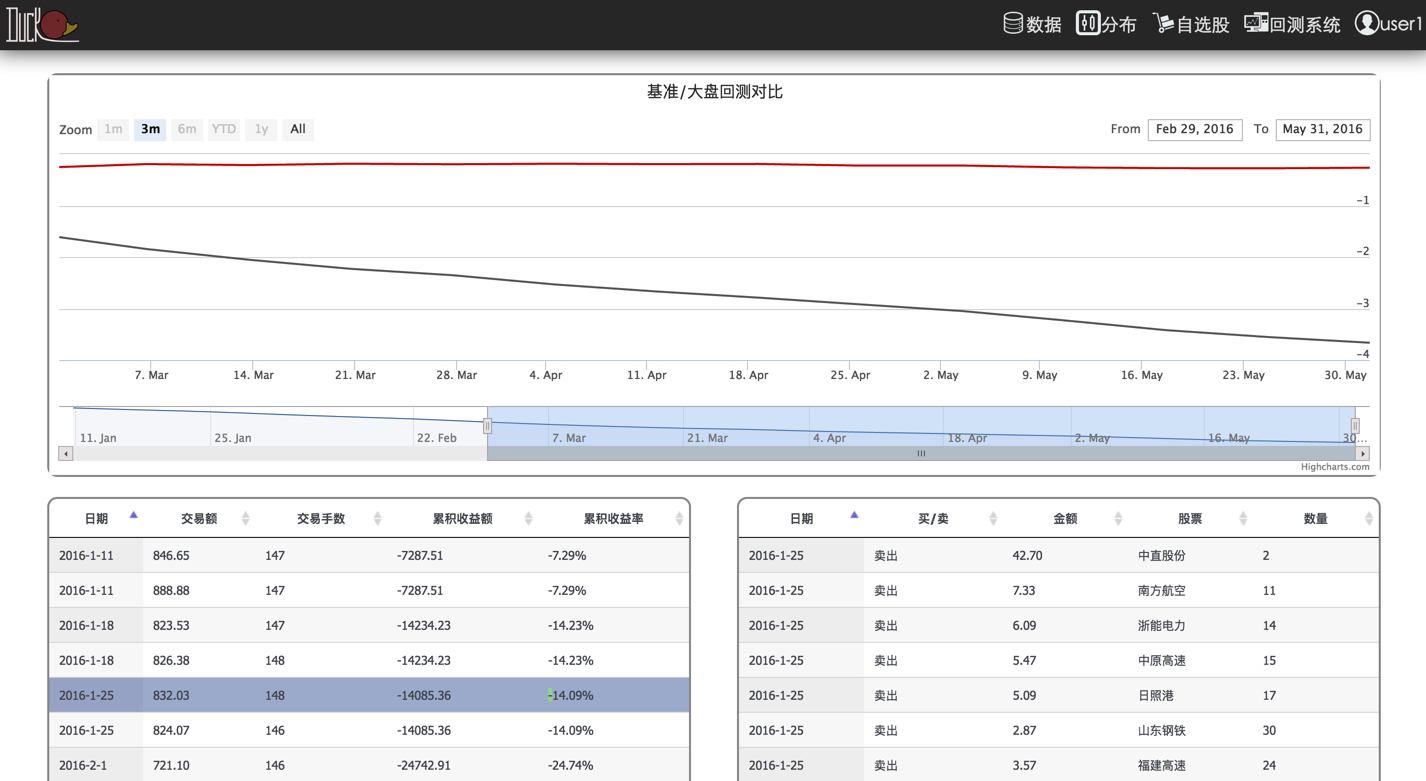 Duck
数据 分布 自选股 回测系统 user1
基准/大盘回测对比
Zoom 1m 3m 6m YTD 1y All From Feb 29, 2016 To May 31, 2016
-1
-2
-3
-4
7. Mar 14. Mar 21. Mar 28. Mar 4. Apr 11. Apr 18. Apr 25. Apr 2. May 9. May 16. May 23. May 30. May
11. Jan 25. Jan 22. Feb 7. Mar 21. Mar 4. Apr 18. Apr 2. May 16. May 30...
Highcharts.com
日期 交易额 交易手数 累积收益额 累积收益率
2016-1-11 846.65 147 -7287.51 -7.29%
2016-1-11 888.88 147 -7287.51 -7.29%
2016-1-18 823.53 147 -14234.23 -14.23%
2016-1-18 826.38 148 -14234.23 -14.23%
2016-1-25 832.03 148 -14085.36 -14.09%
2016-1-25 824.07 146 -14085.36 -14.09%
2016-2-1 721.10 146 -24742.91 -24.74%
日期 买/卖 金额 股票 数量
2016-1-25 卖出 42.70 中直股份 2
2016-1-25 卖出 7.33 南方航空 11
2016-1-25 卖出 6.09 浙能电力 14
2016-1-25 卖出 5.47 中原高速 15
2016-1-25 卖出 5.09 日照港 17
2016-1-25 卖出 2.87 山东钢铁 30
2016-1-25 卖出 3.57 福建高速 24